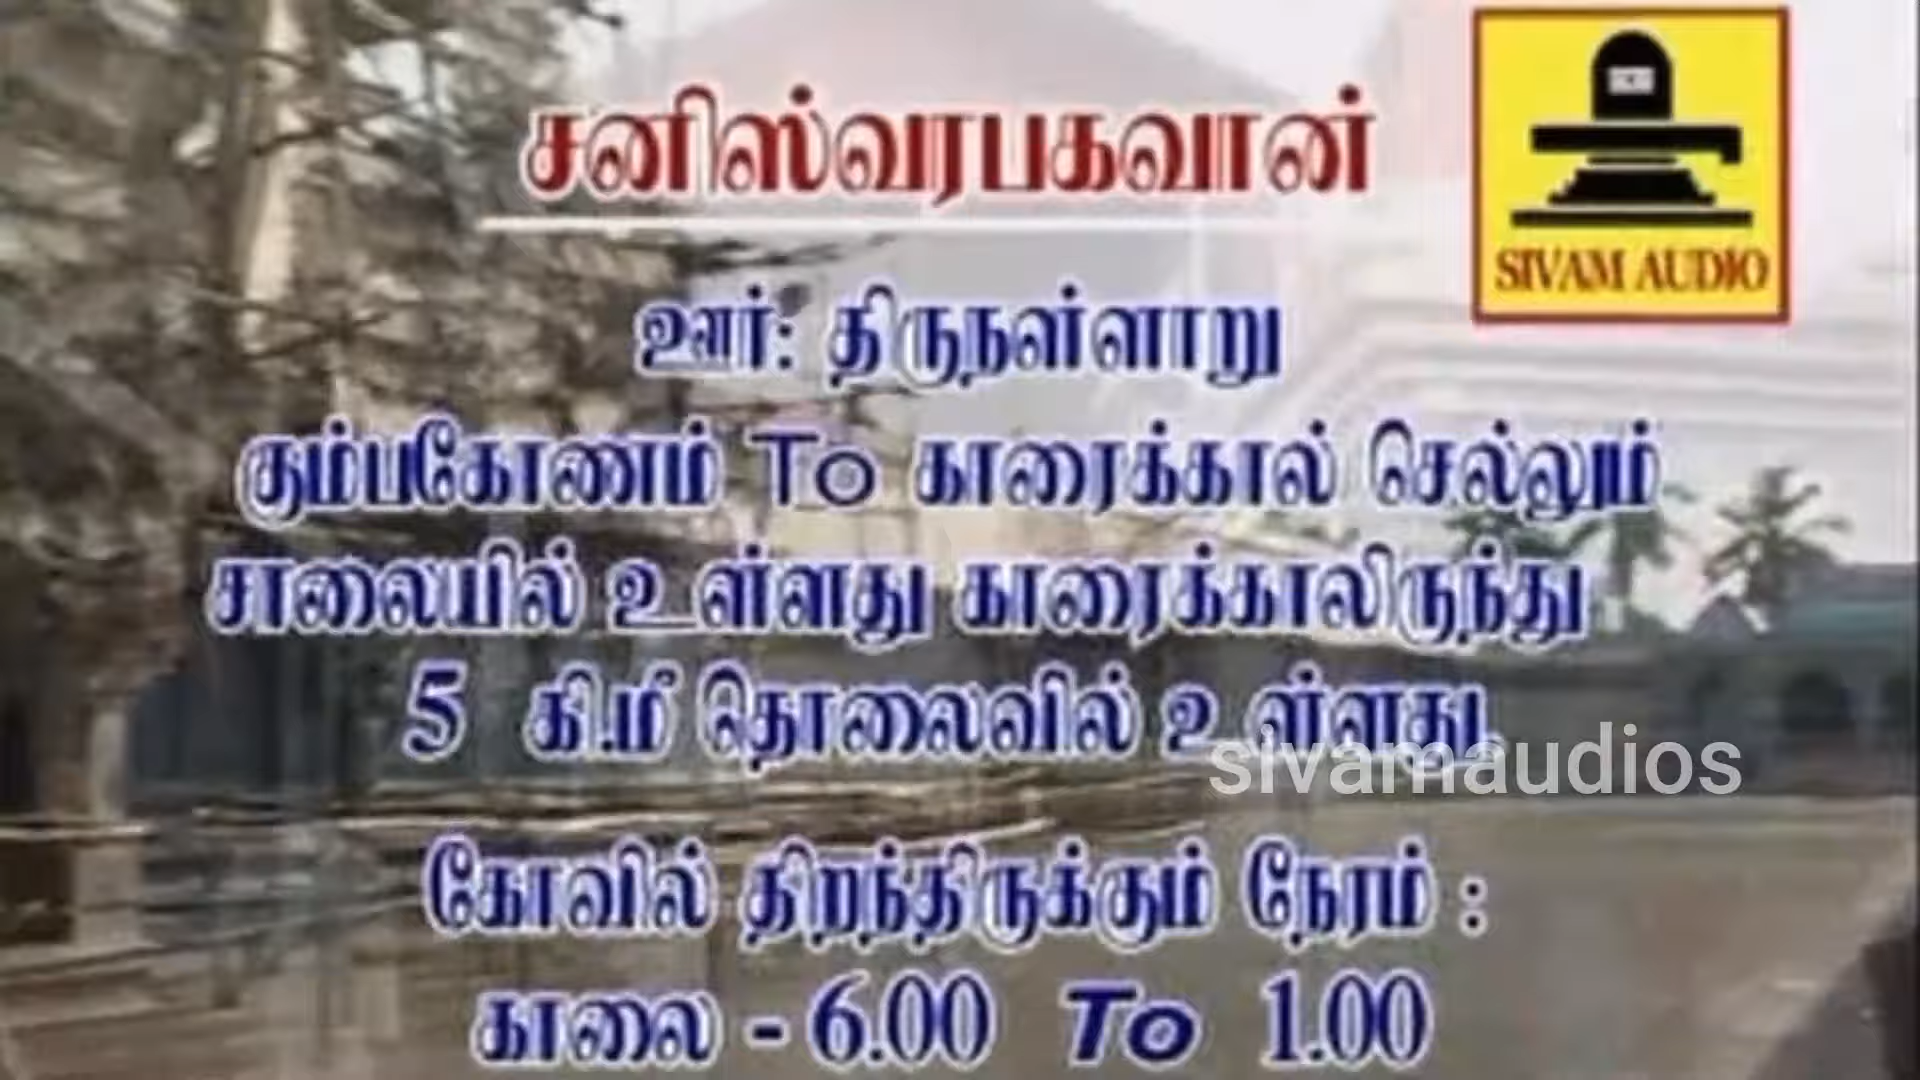 சனிஸ்வரபகவான்
SIVAM AUDIO
ஊர்: திருநள்ளாறு
கும்பகோணம் To காரைக்கால் செல்லும்
சாலையில் உள்ளது காரைக்காலிருந்து
5 கி.மீ தொலைவில் உள்ளது.
sivamaudios
கோவில் திறந்திருக்கும் நேரம் :
காலை - 6.00 To 1.00